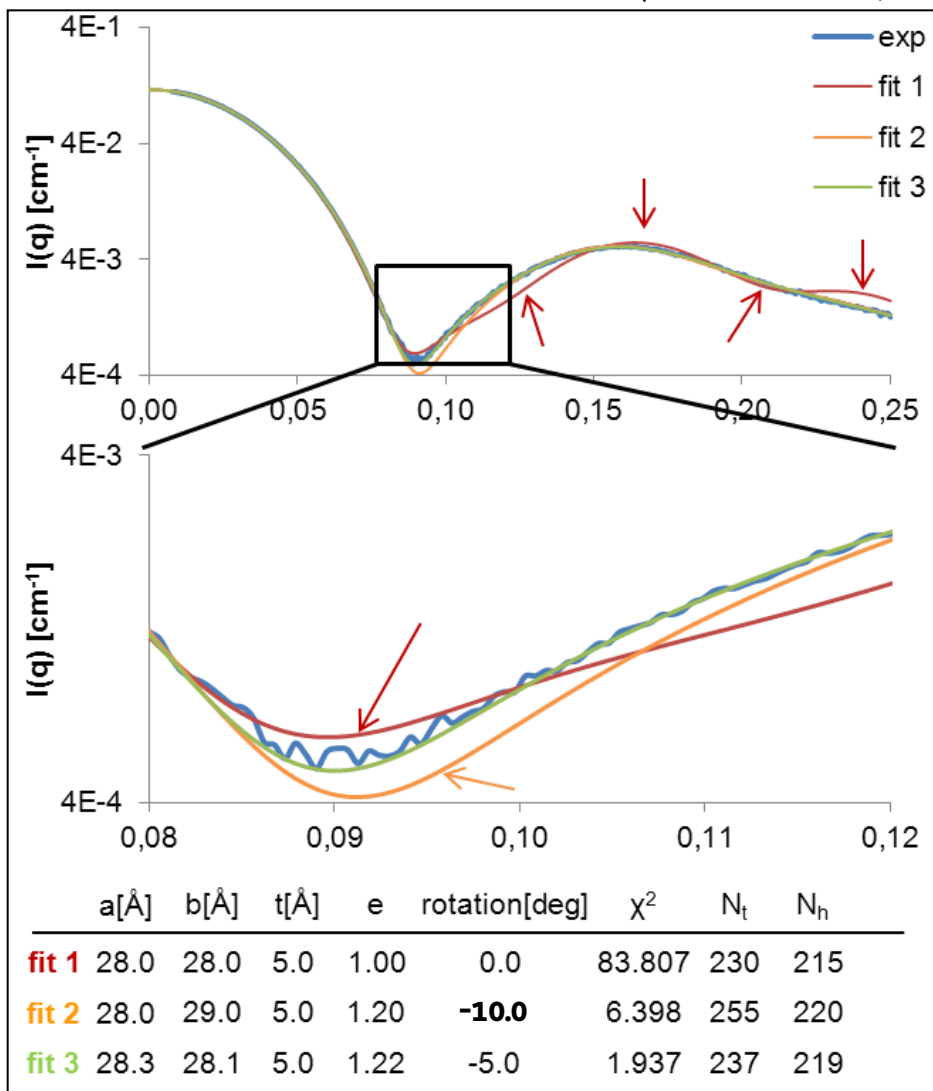 4E-1
4E-2
4E-3
4E-4
I(q) [cm⁻¹]
exp
fit 1
fit 2
fit 3
0,00 0,05 0,10 0,15 0,20 0,25
4E-3
4E-4
I(q) [cm⁻¹]
0,08 0,09 0,10 0,11 0,12
a[Å] b[Å] t[Å] e rotation[deg] χ² Nₜ Nₕ
fit 1 28.0 28.0 5.0 1.00 0.0 83.807 230 215
fit 2 28.0 29.0 5.0 1.20 -10.0 6.398 255 220
fit 3 28.3 28.1 5.0 1.22 -5.0 1.937 237 219